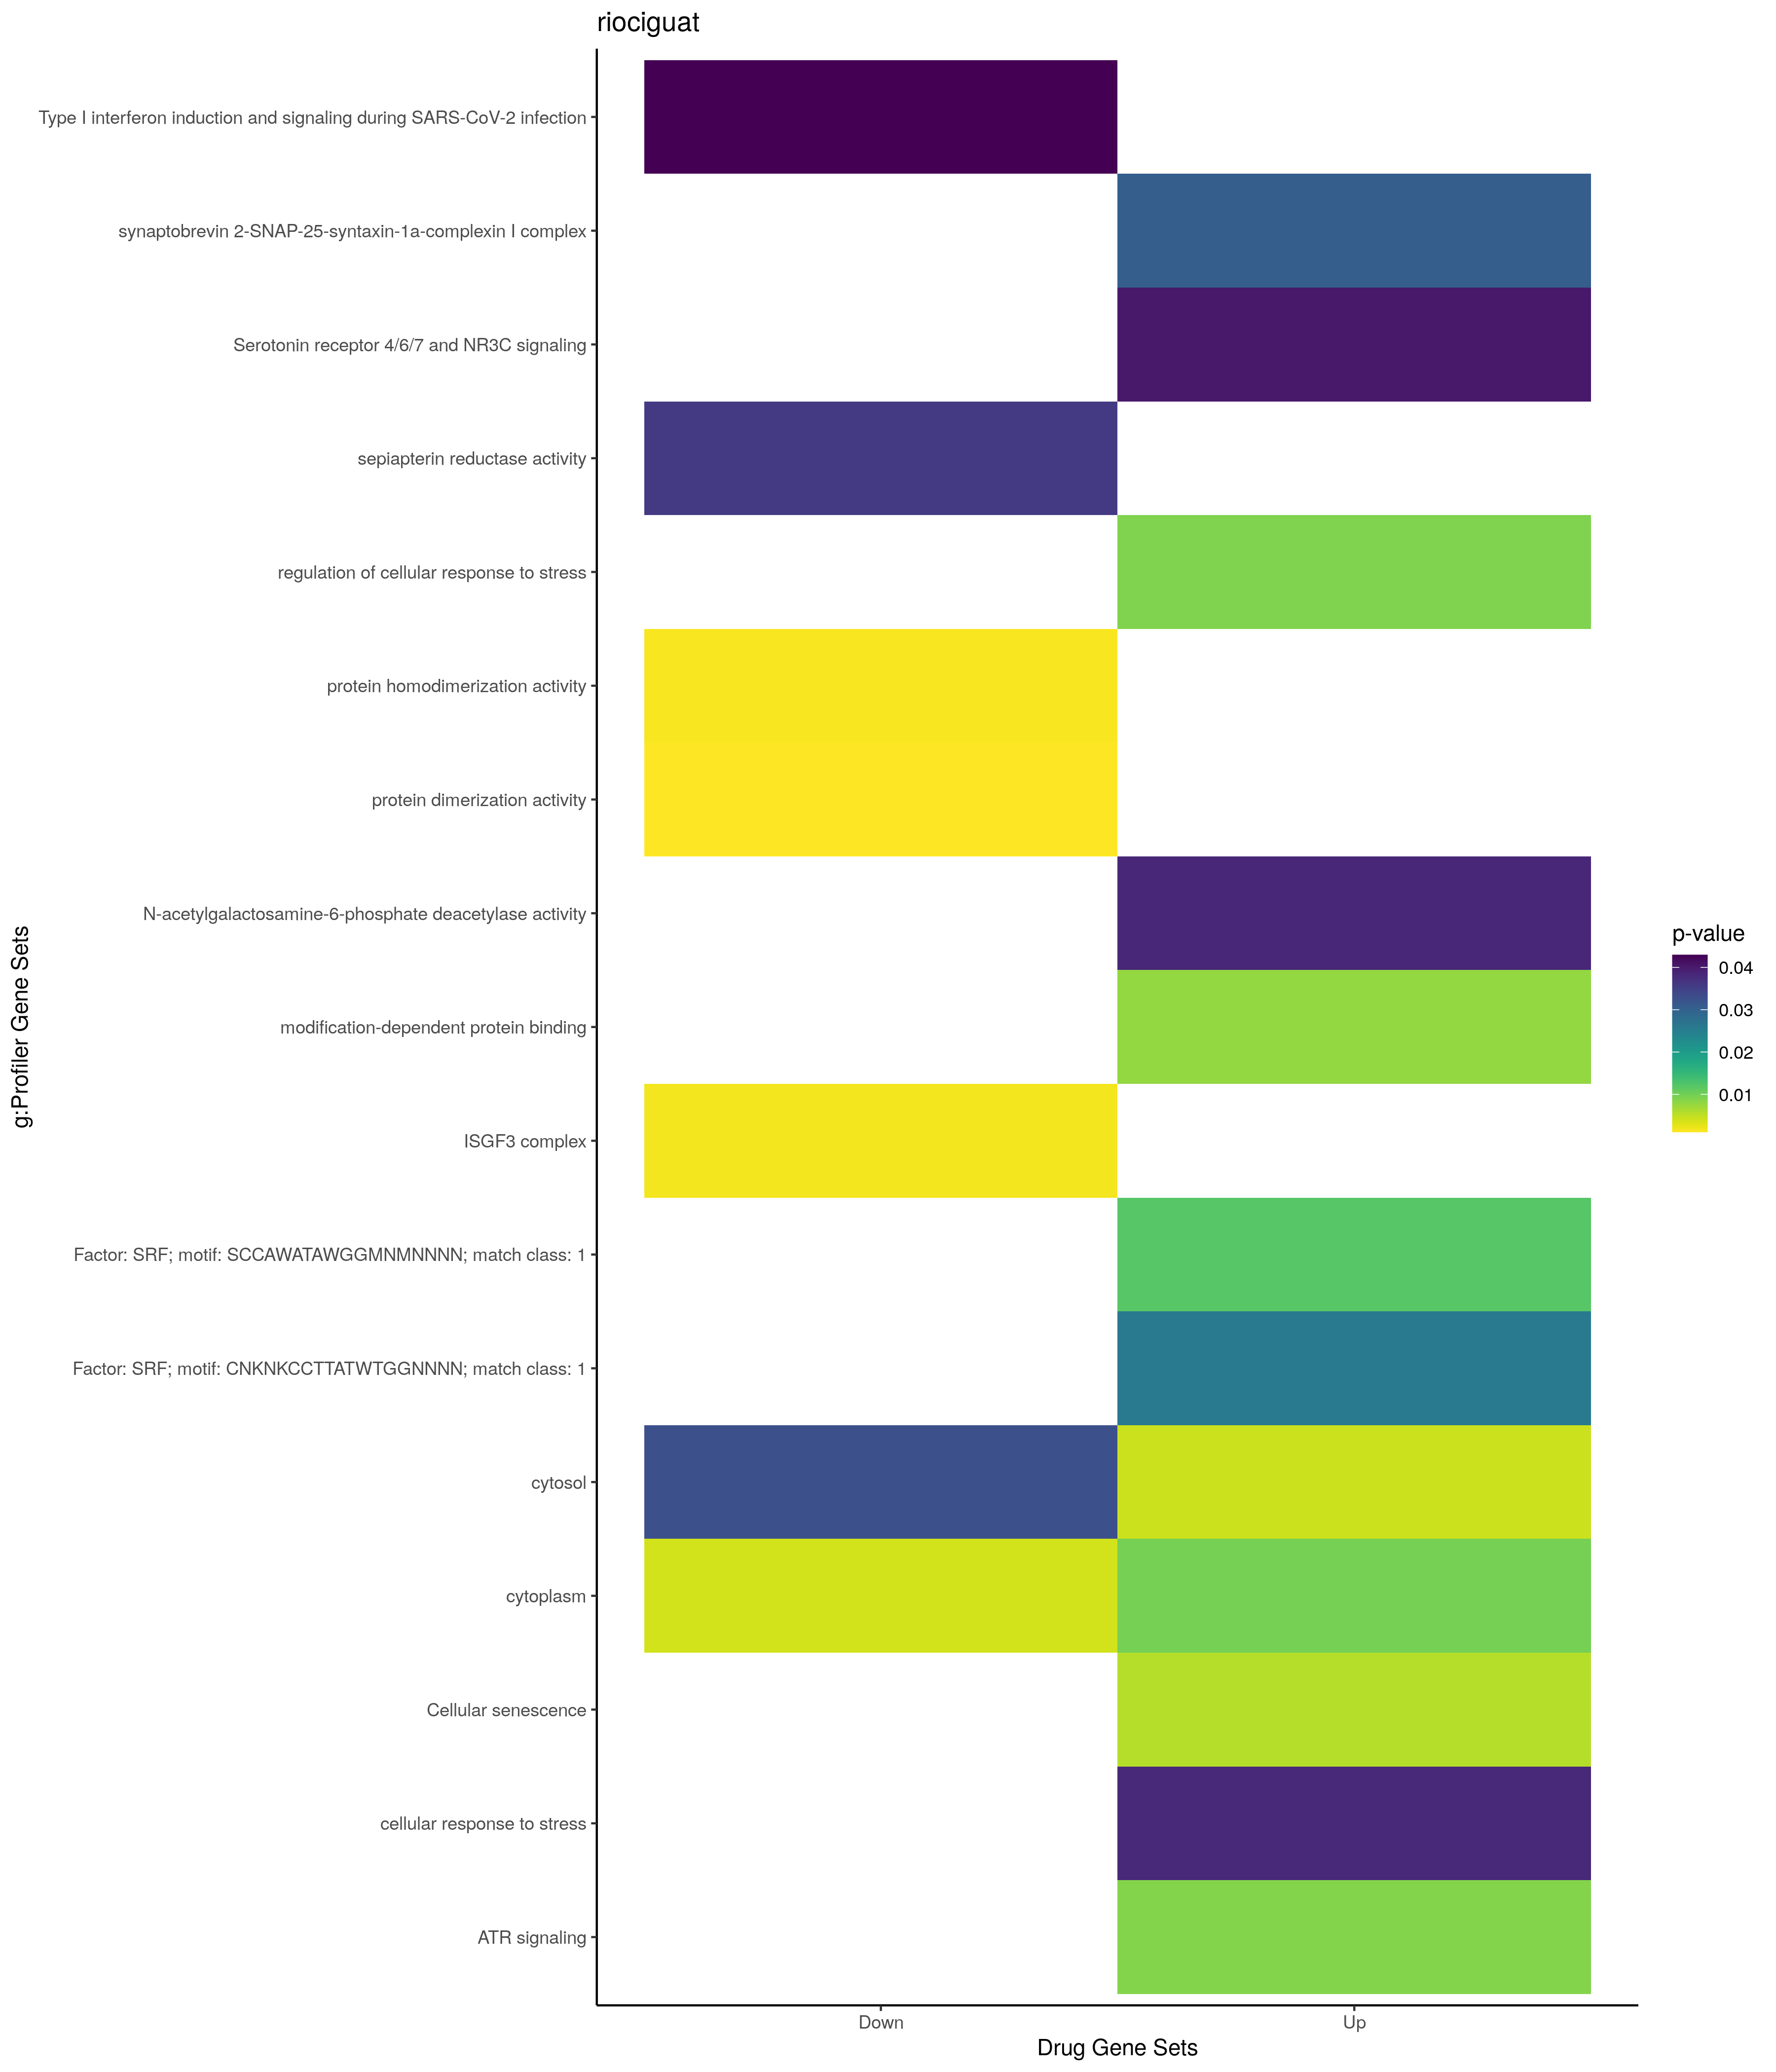 riociguat
Type I interferon induction and signaling during SARS-CoV-2 infection
synaptobrevin 2-SNAP-25-syntaxin-1a-complexin I complex
Serotonin receptor 4/6/7 and NR3C signaling
sepiapterin reductase activity
regulation of cellular response to stress
protein homodimerization activity
protein dimerization activity
N-acetylgalactosamine-6-phosphate deacetylase activity
modification-dependent protein binding
ISGF3 complex
Factor: SRF; motif: SCCAWATAWGGMNMNNNN; match class: 1
Factor: SRF; motif: CNKNKCCTTATWTGGNNNN; match class: 1
cytosol
cytoplasm
Cellular senescence
cellular response to stress
ATR signaling
g:Profiler Gene Sets
Down
Up
Drug Gene Sets
p-value
0.04
0.03
0.02
0.01